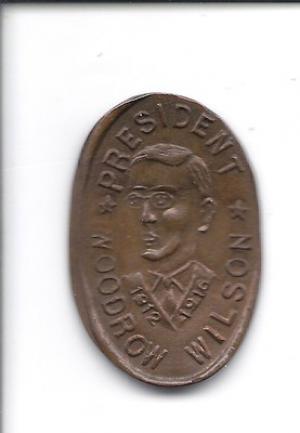 ★ PRESIDENT ★
WOODROW WILSON
1912 1916